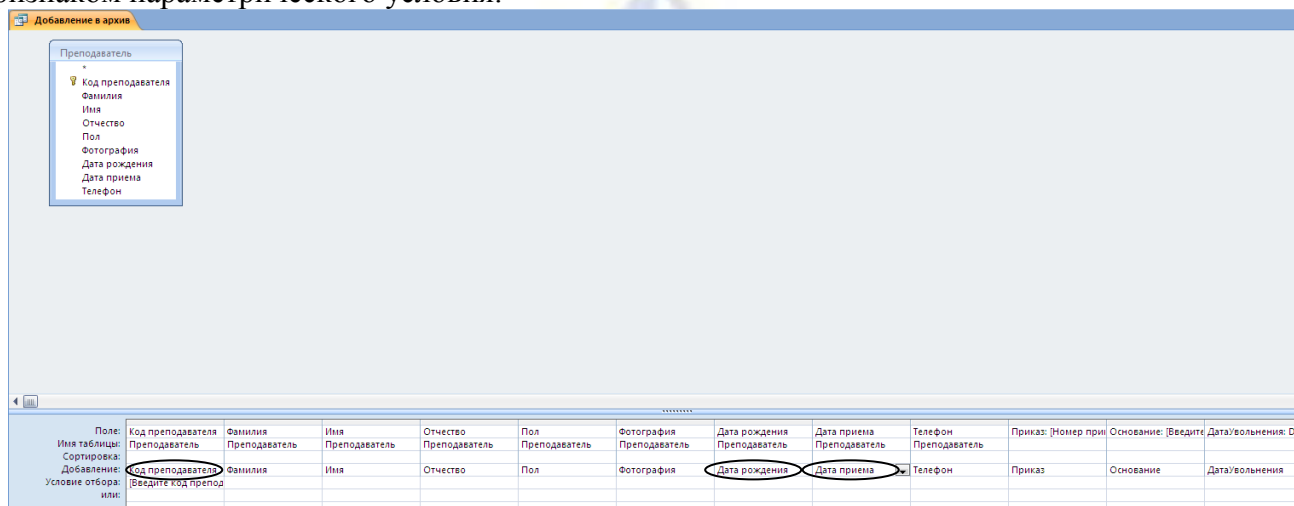 признаком параметрического условия.
Добавление в архив
Преподаватель
*
Код преподавателя
Фамилия
Имя
Отчество
Пол
Фотография
Дата рождения
Дата приема
Телефон
Поле: Код преподавателя Фамилия Имя Отчество Пол Фотография Дата рождения Дата приема Телефон Приказ: [Номер при Основание: [Введите ДатаУвольнения: D
Имя таблицы: Преподаватель Преподаватель Преподаватель Преподаватель Преподаватель Преподаватель Преподаватель Преподаватель Преподаватель
Сортировка:
Добавление: Код преподавателя Фамилия Имя Отчество Пол Фотография Дата рождения Дата приема Телефон Приказ Основание ДатаУвольнения
Условие отбора: [Введите код препод
или: